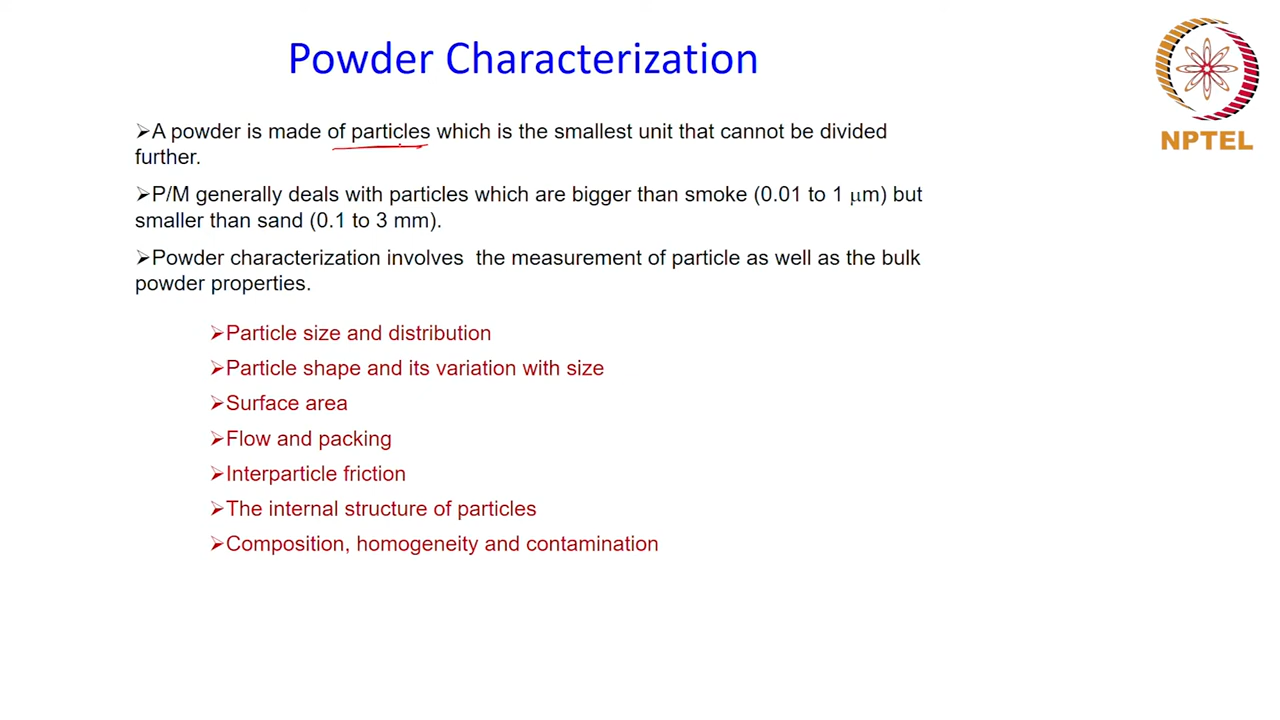 Powder Characterization
➢A powder is made of particles which is the smallest unit that cannot be divided
further.
➢P/M generally deals with particles which are bigger than smoke (0.01 to 1 μm) but
smaller than sand (0.1 to 3 mm).
➢Powder characterization involves  the measurement of particle as well as the bulk
powder properties.
➢Particle size and distribution
➢Particle shape and its variation with size
➢Surface area
➢Flow and packing
➢Interparticle friction
➢The internal structure of particles
➢Composition, homogeneity and contamination
NPTEL